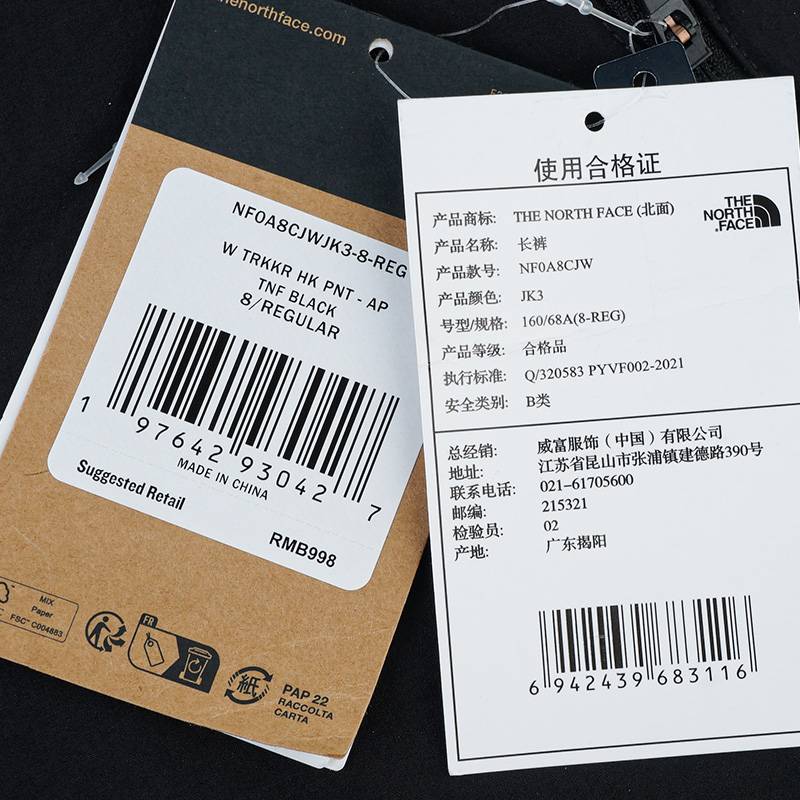 thenorthface.com
NF0A8CJWJK3-8-REG
W TRKKR HK PNT - AP
TNF BLACK
8/REGULAR
1 97642 93042 7
MADE IN CHINA
Suggested Retail
RMB998
MIX
Paper
FSC™ C004883
FR
紙
PAP 22
RACCOLTA
CARTA
使用合格证
THE
NORTH
FACE
产品商标: THE NORTH FACE (北面)
产品名称: 长裤
产品款号: NF0A8CJW
产品颜色: JK3
号型/规格: 160/68A(8-REG)
产品等级: 合格品
执行标准: Q/320583 PYVF002-2021
安全类别: B类
总经销: 威富服饰（中国）有限公司
地址: 江苏省昆山市张浦镇建德路390号
联系电话: 021-61705600
邮编: 215321
检验员: 02
产地: 广东揭阳
6 942439 683116